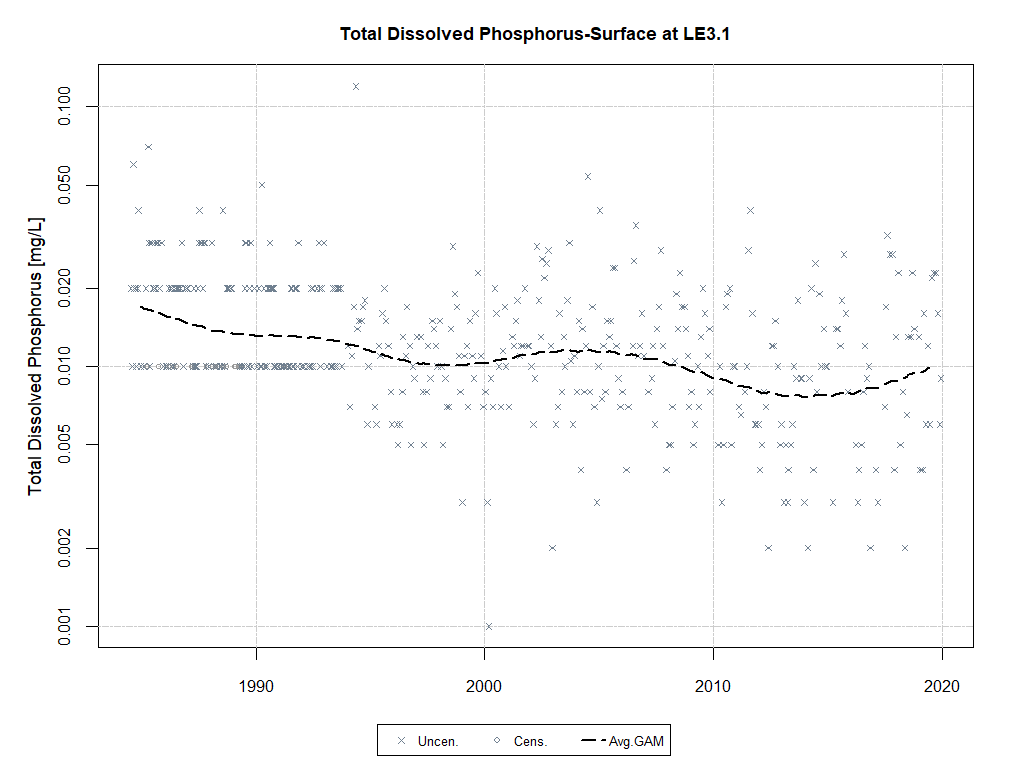 Total Dissolved Phosphorus-Surface at LE3.1
Total Dissolved Phosphorus [mg/L]
0.100
0.050
0.020
0.010
0.005
0.002
0.001
1990 2000 2010 2020
Uncen. Cens. Avg.GAM